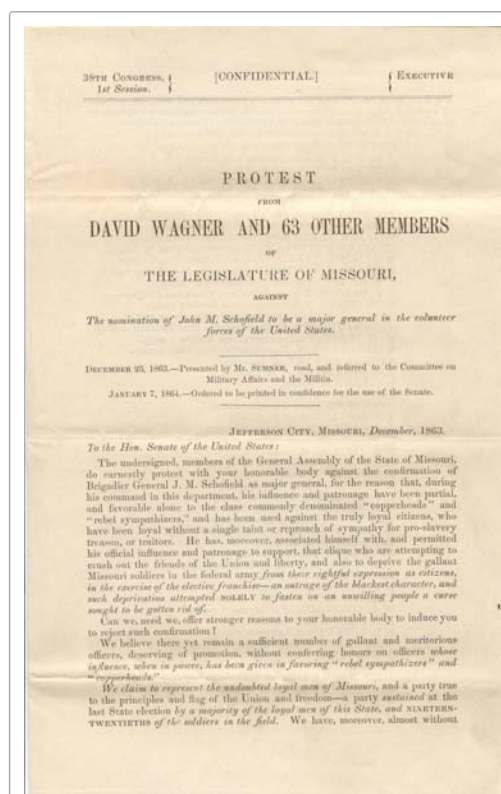 38TH CONGRESS, [CONFIDENTIAL.] EXECUTIVE
1st Session.
PROTEST
FROM
DAVID WAGNER AND 63 OTHER MEMBERS
OF
THE LEGISLATURE OF MISSOURI,
AGAINST
The nomination of John M. Schofield to be a major general in the volunteer
forces of the United States.
DECEMBER 23, 1863.—Presented by Mr. SUMNER, read, and referred to the Committee on
Military Affairs and the Militia.
JANUARY 7, 1864.—Ordered to be printed in confidence for the use of the Senate.
JEFFERSON CITY, MISSOURI, December, 1863.
To the Hon. Senate of the United States:
The undersigned, members of the General Assembly of the State of Missouri,
do earnestly protest with your honorable body against the confirmation of
Brigadier General J. M. Schofield as major general, for the reason that, during
his command in this department, his influence and patronage have been partial,
and favorable alone to the class commonly denominated "copperheads" and
"rebel sympathizers," and has been used against the truly loyal citizens, who
have been loyal without a single taint or reproach of sympathy for pro-slavery
treason, or traitors. He has, moreover, associated himself with, and permitted
his official influence and patronage to support, that clique who are attempting to
crush out the friends of the Union and liberty, and also to deprive the gallant
Missouri soldiers in the federal army from their rightful expression as citizens,
in the exercise of the elective franchise—an outrage of the blackest character, and
such deprivation attempted SOLELY to fasten on an unwilling people a curse
sought to be gotten rid of.
Can we, need we, offer stronger reasons to your honorable body to induce you
to reject such confirmation?
We believe there yet remain a sufficient number of gallant and meritorious
officers, deserving of promotion, without conferring honors on officers whose
influence, when in power, has been given in favoring "rebel sympathizers" and
"copperheads."
We claim to represent the undoubted loyal men of Missouri, and a party true
to the principles and flag of the Union and freedom—a party sustained at the
last State election by a majority of the loyal men of this State, and NINETEEN-
TWENTIETHS of the soldiers in the field. We have, moreover, almost without